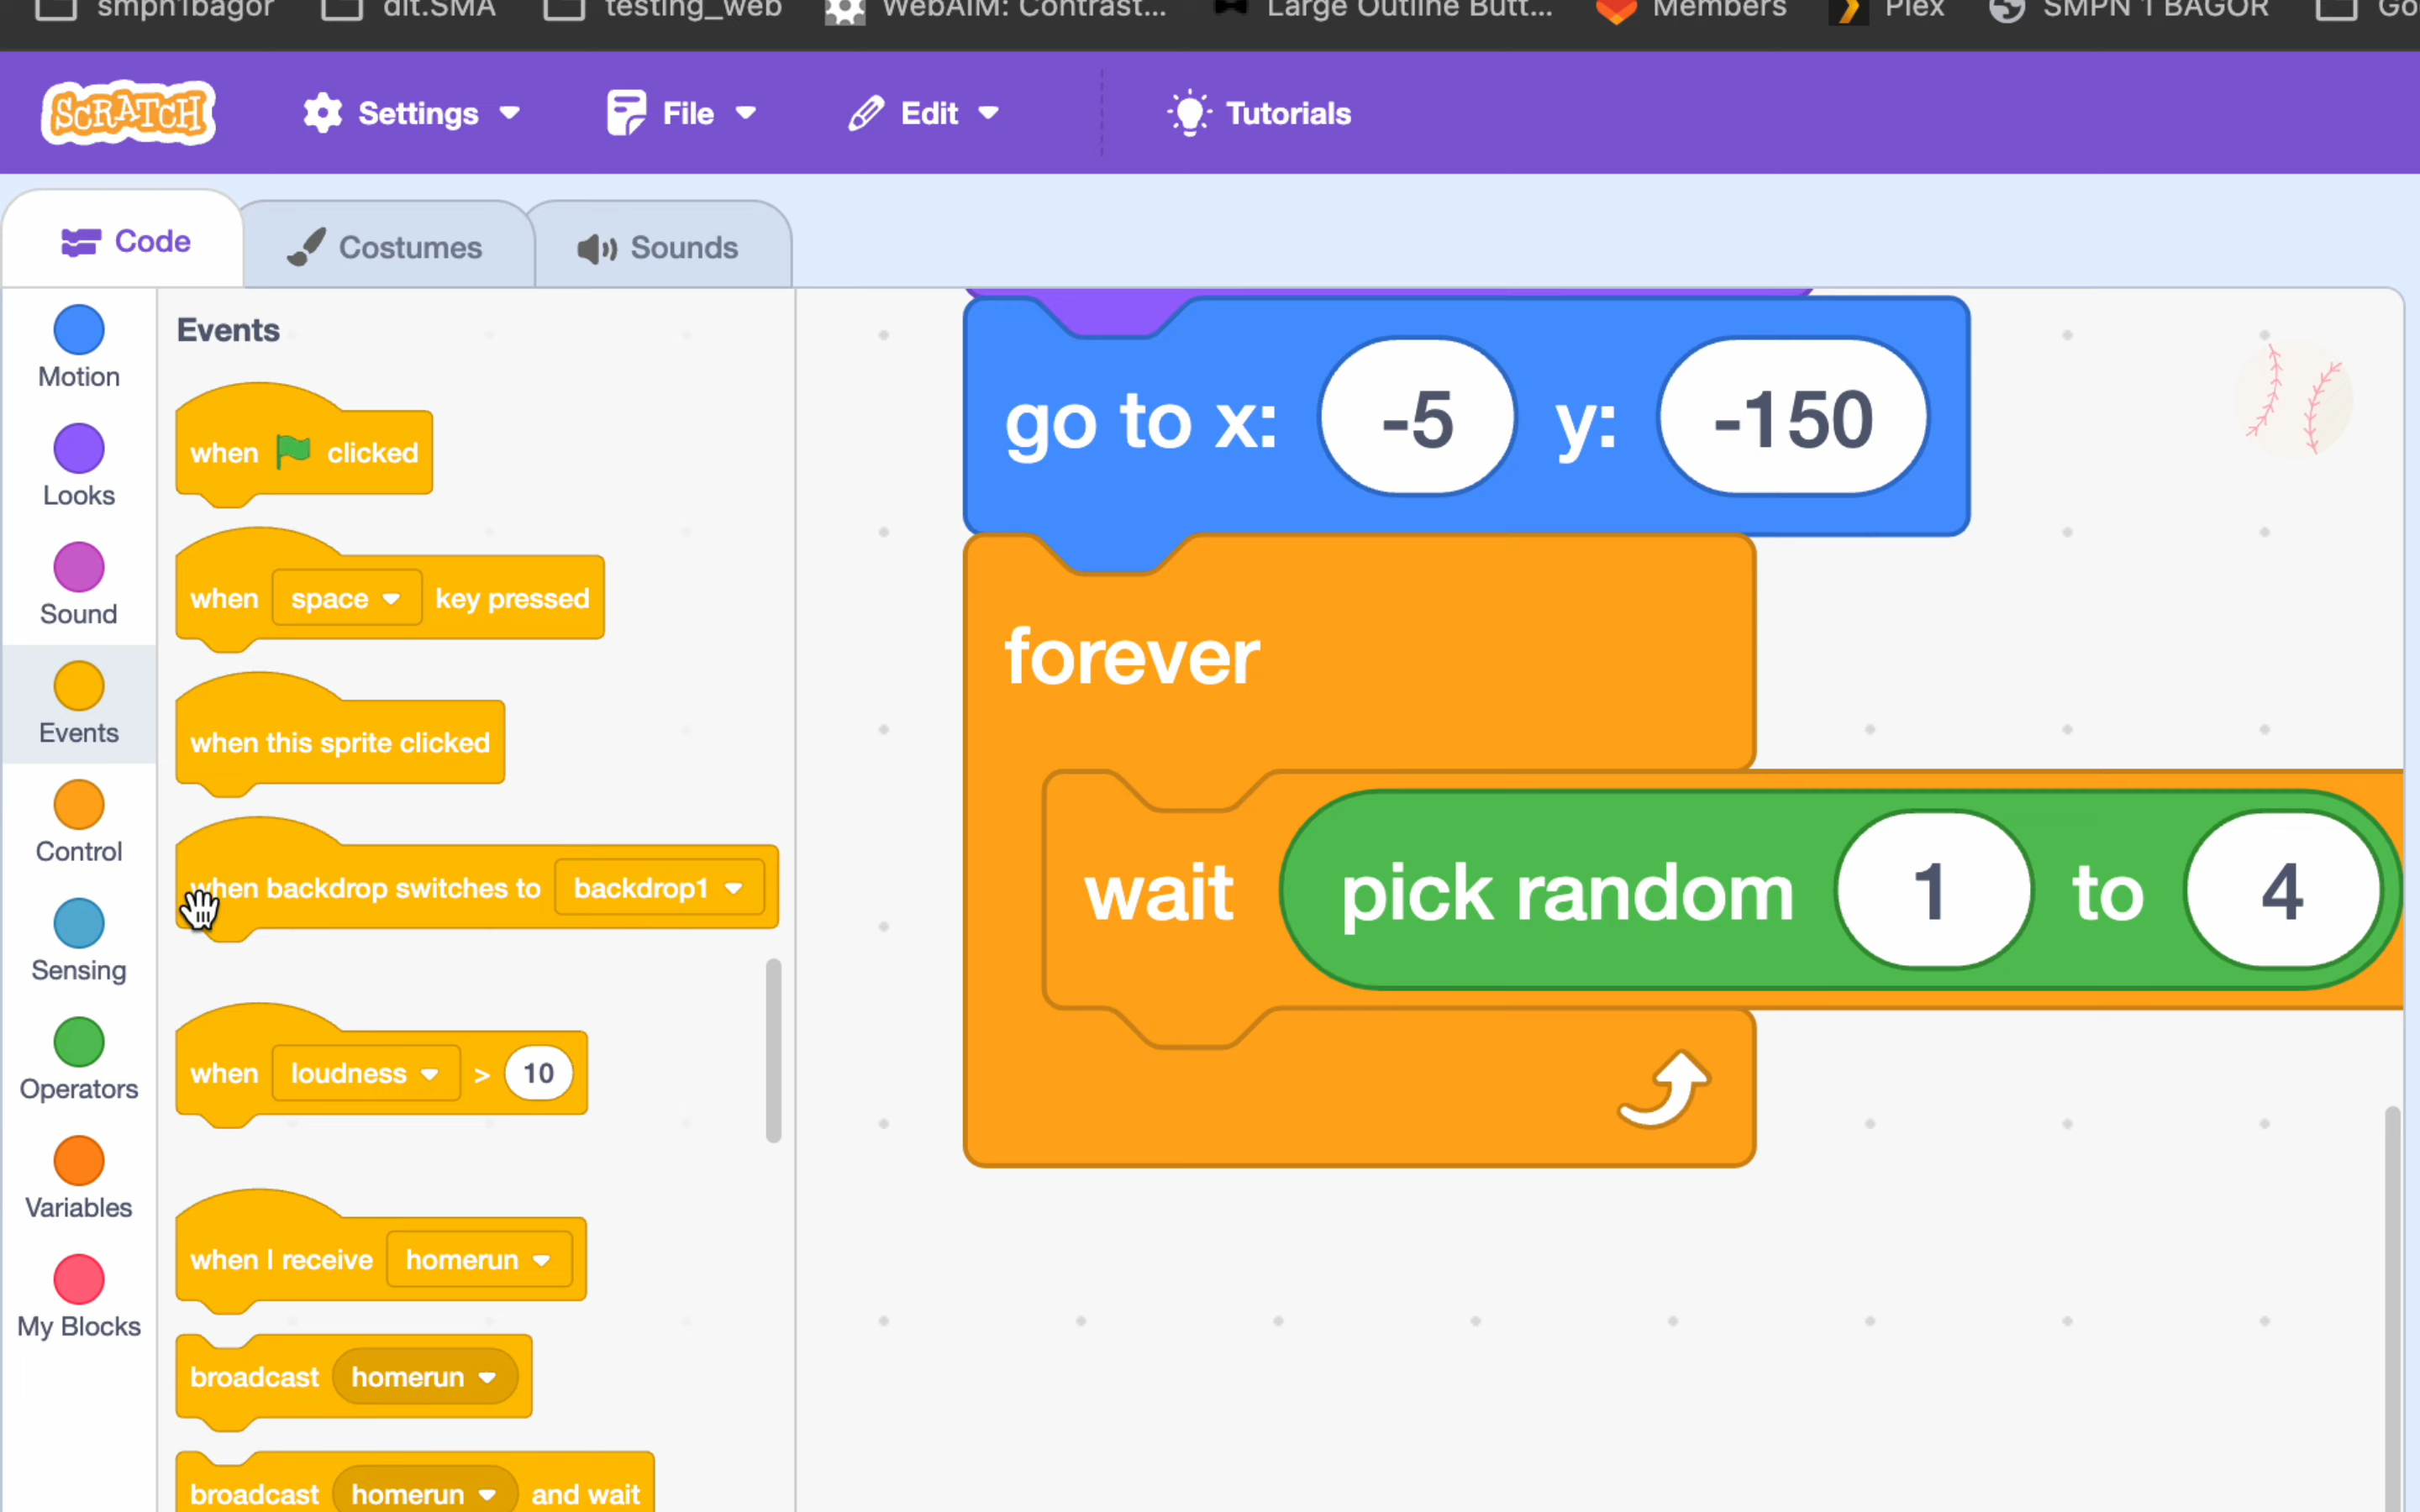 smpn1bagor dit.SMA testing_web WebAIM: Contrast... Large Outline Butt... Members Plex SMPN 1 BAGOR Go
SCRATCH Settings File Edit Tutorials
Code Costumes Sounds
Motion
Looks
Sound
Events
Control
Sensing
Operators
Variables
My Blocks
Events
when clicked
when space key pressed
when this sprite clicked
when backdrop switches to backdrop1
when loudness > 10
when I receive homerun
broadcast homerun
broadcast homerun and wait
go to x: -5 y: -150
forever
wait pick random 1 to 4